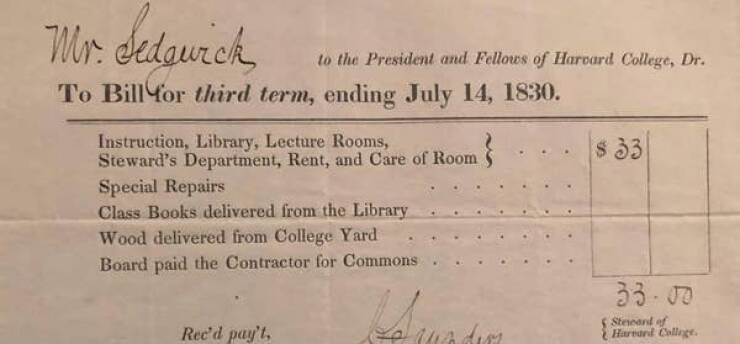 Mr. Sedgwick to the President and Fellows of Harvard College, Dr.
To Bill for third term, ending July 14, 1830.
Instruction, Library, Lecture Rooms,
Steward's Department, Rent, and Care of Room } . . . $ 33
Special Repairs . . . . . .
Class Books delivered from the Library . . . . . .
Wood delivered from College Yard . . . . . . .
Board paid the Contractor for Commons . . . . . .
33.00
Rec'd pay't, Saunders { Steward of
{ Harvard College.